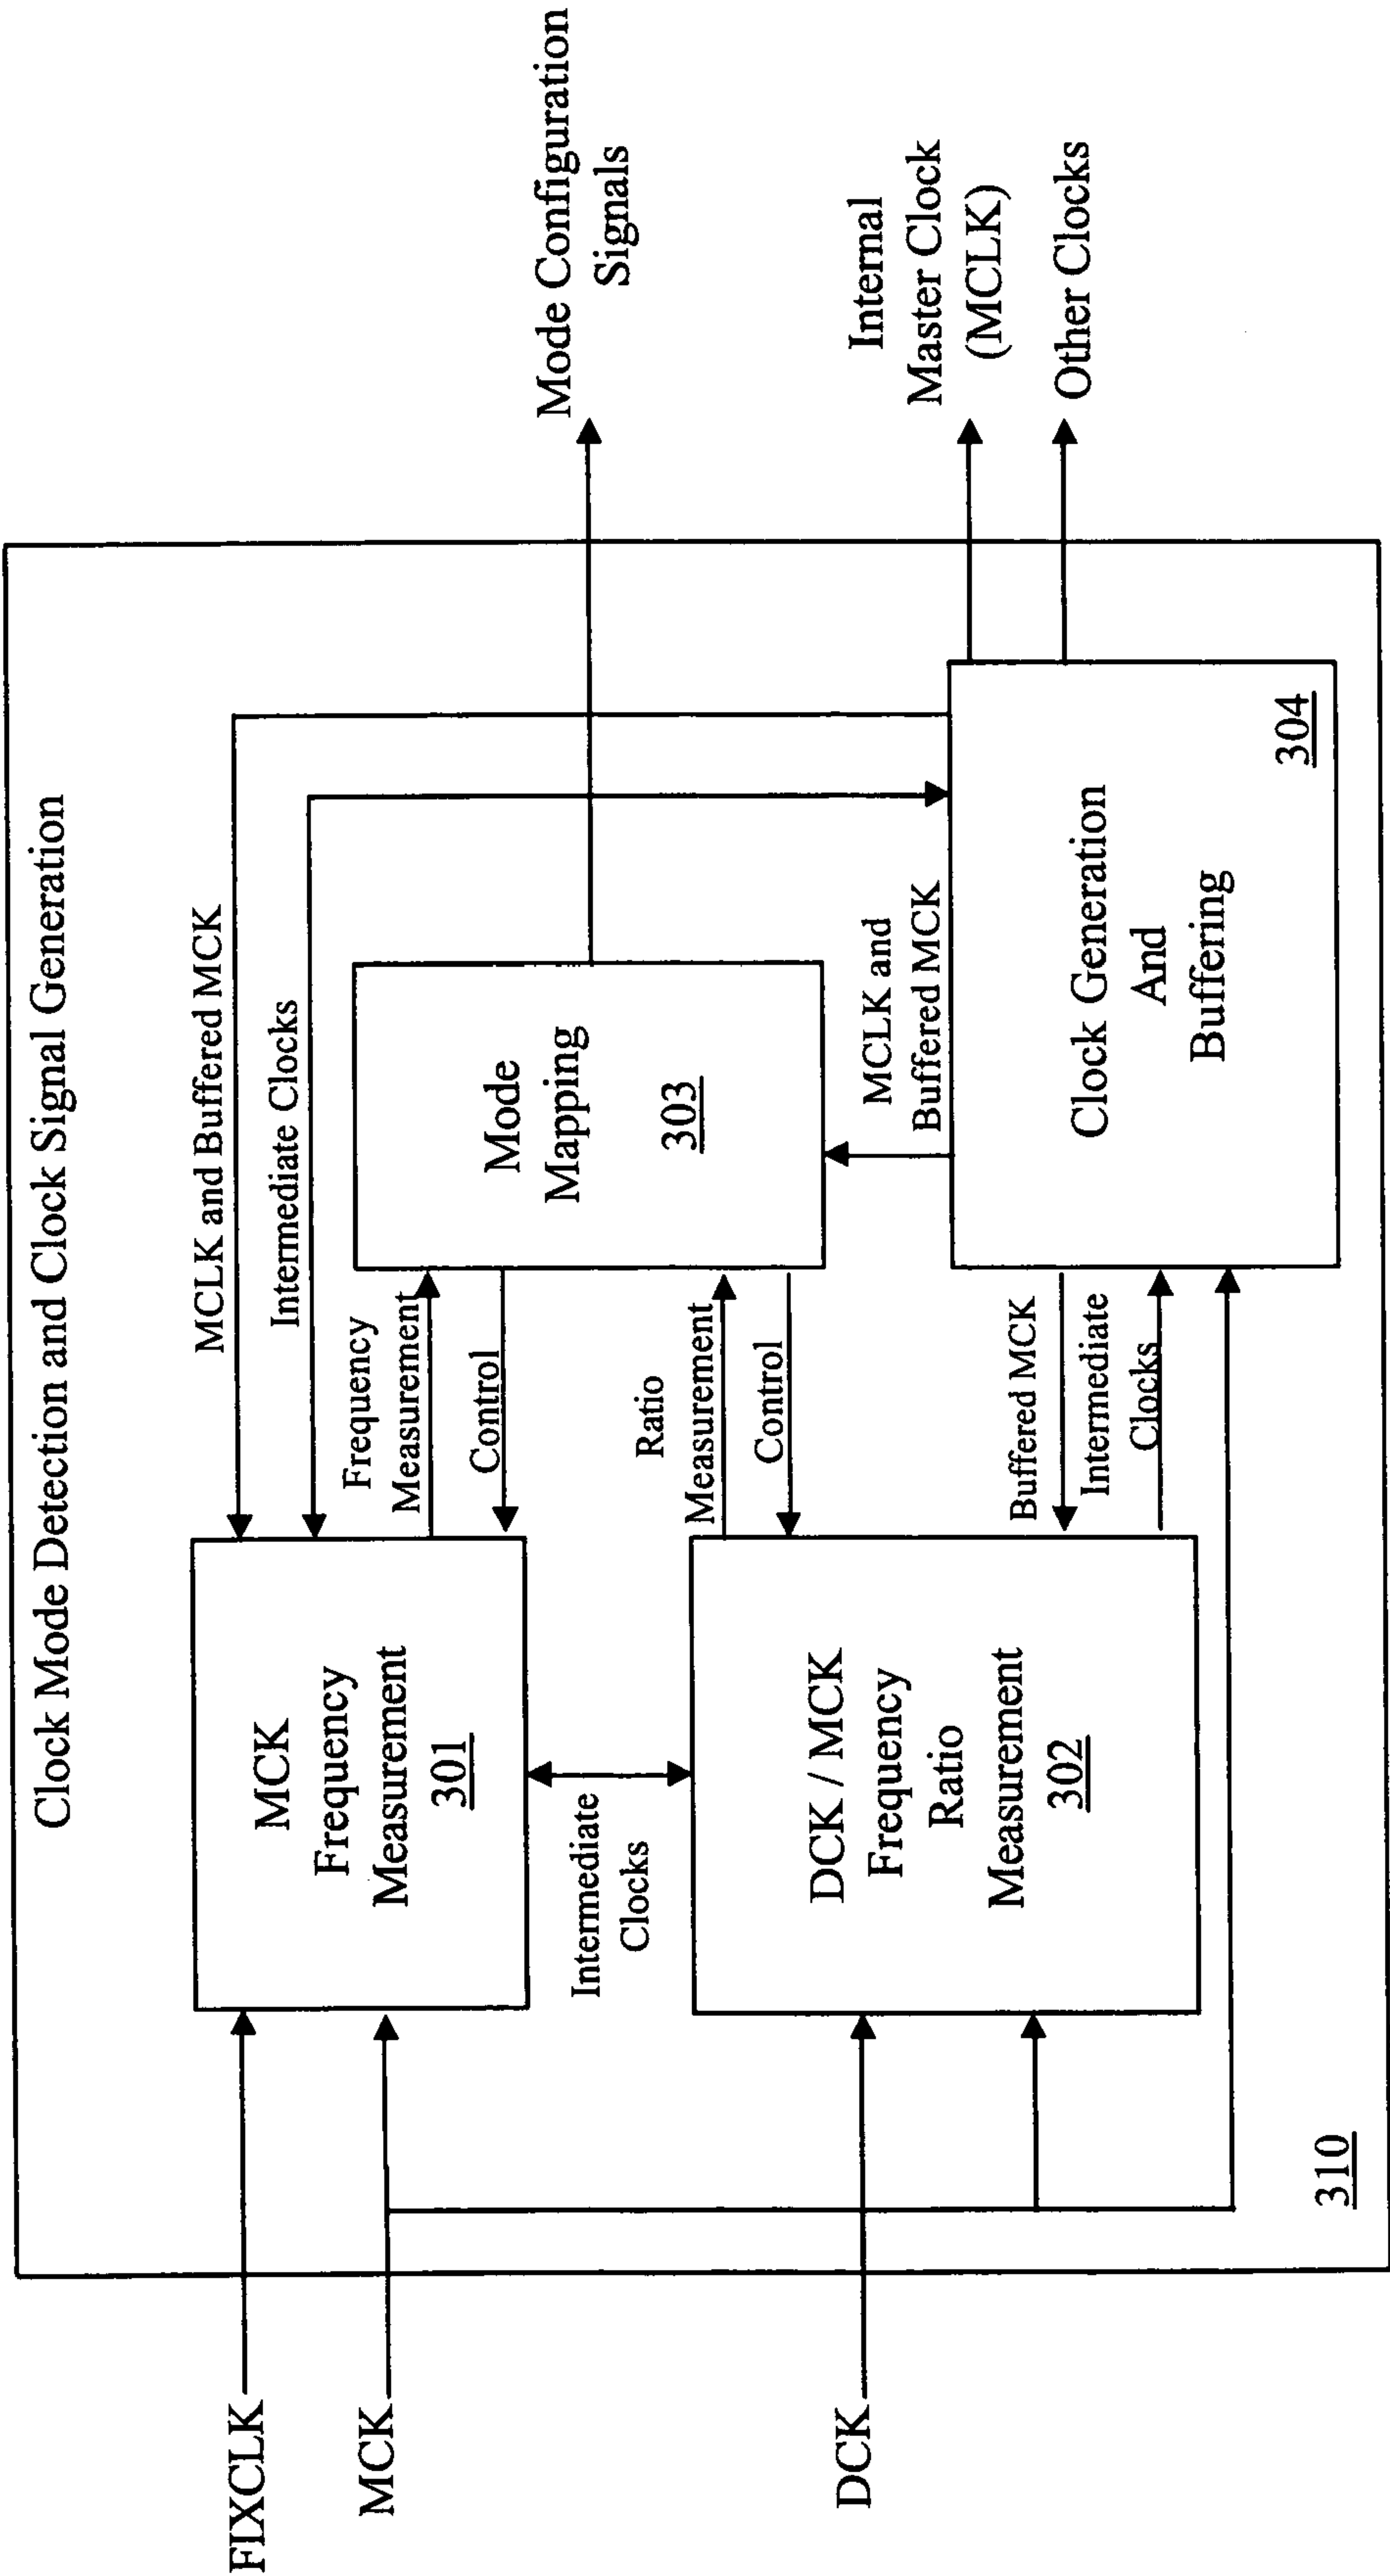 Clock Mode Detection and Clock Signal Generation
FIXCLK
MCK
DCK
MCK
Frequency
Measurement
301
Intermediate
Clocks
DCK / MCK
Frequency
Ratio
Measurement
302
MCLK and Buffered MCK
Intermediate Clocks
Frequency
Measurement
Control
Ratio
Measurement
Control
Buffered MCK
Intermediate
Clocks
Mode
Mapping
303
MCLK and
Buffered MCK
Clock Generation
And
Buffering
304
Mode Configuration
Signals
Internal
Master Clock
(MCLK)
Other Clocks
310